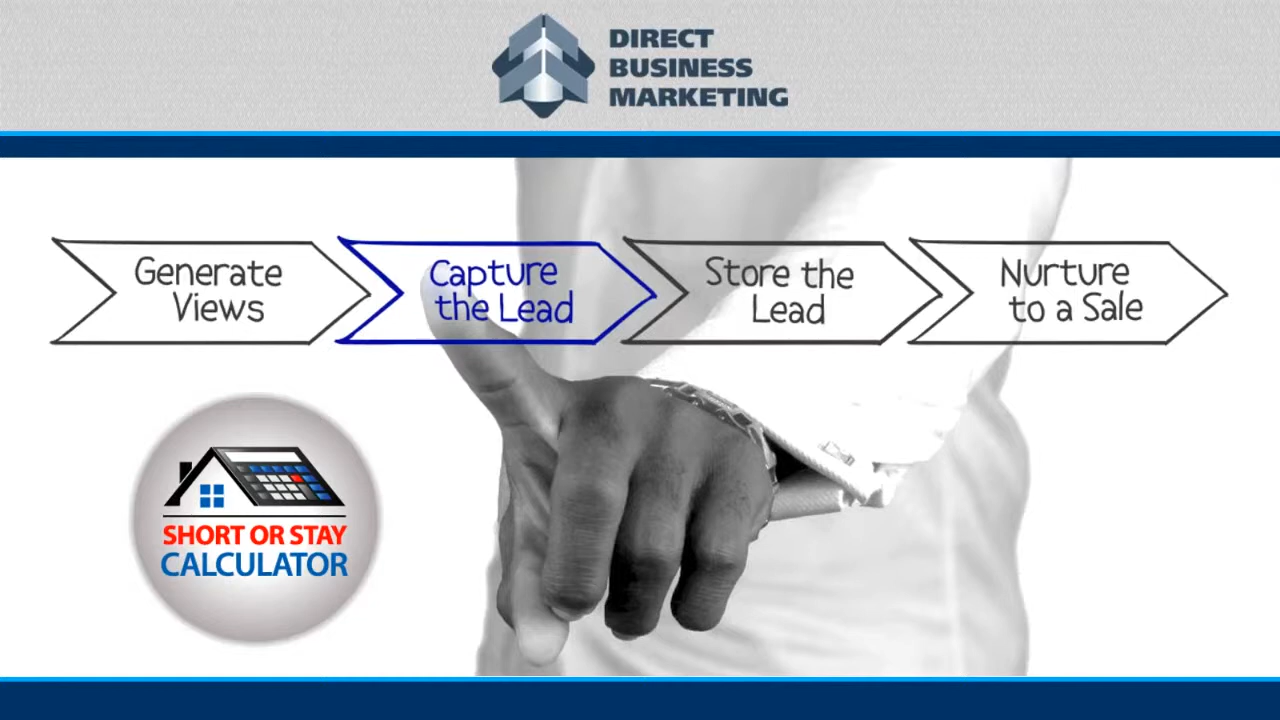 DIRECT
BUSINESS
MARKETING
Generate
Views
Capture
the Lead
Store the
Lead
Nurture
to a Sale
SHORT OR STAY
CALCULATOR